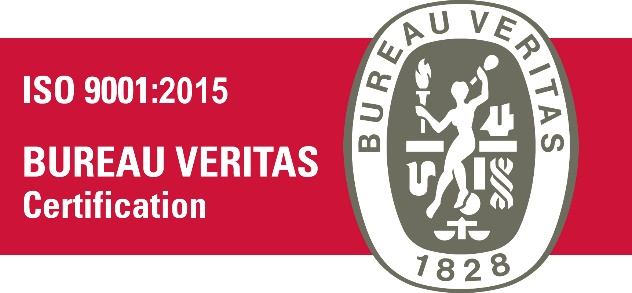 ISO 9001:2015
BUREAU VERITAS
Certification
BUREAU VERITAS
1828